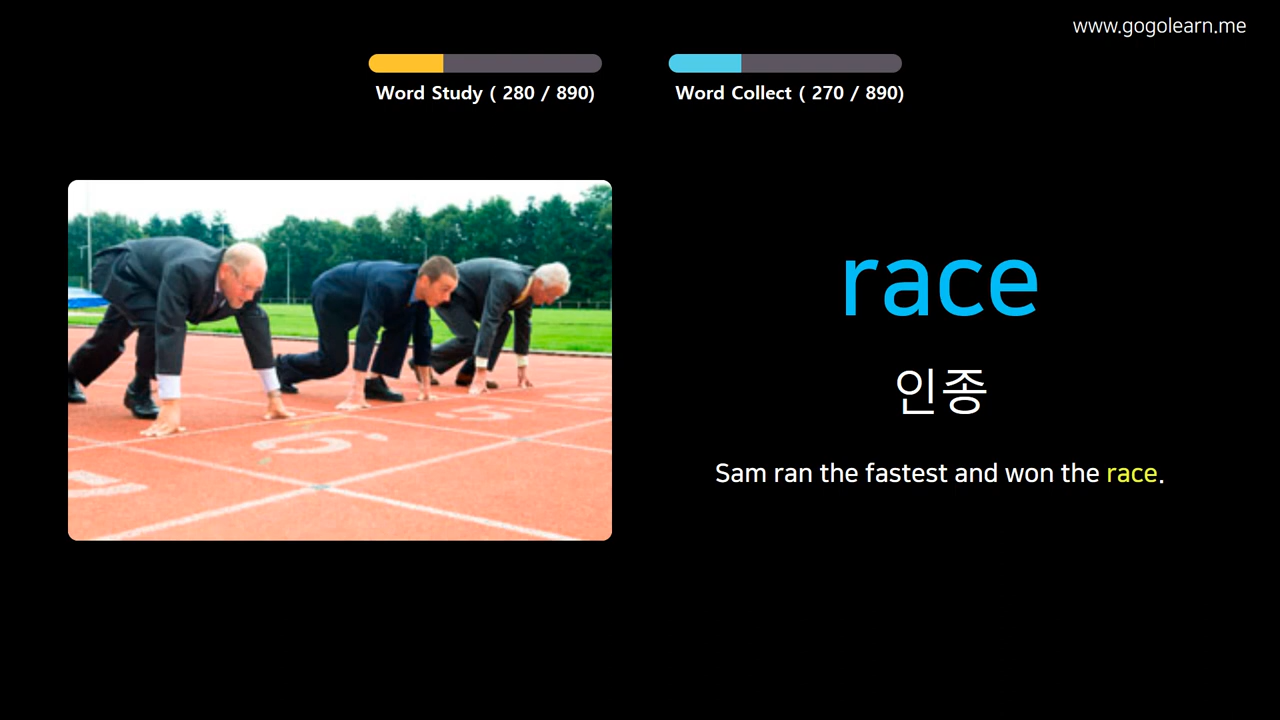 www.gogolearn.me
Word Study ( 280 / 890)
Word Collect ( 270 / 890)
race
인종
Sam ran the fastest and won the race.